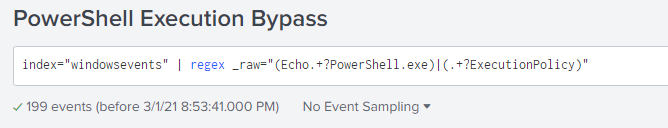 PowerShell Execution Bypass
index="windowsevents" | regex _raw="(Echo.+?PowerShell.exe)|(.+?ExecutionPolicy)"
✓ 199 events (before 3/1/21 8:53:41.000 PM) No Event Sampling ▾